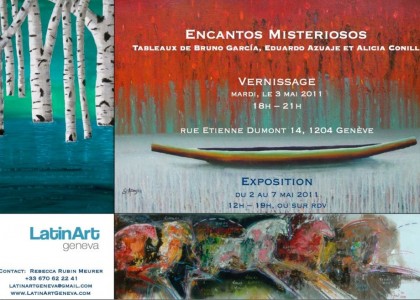 Encantos Misteriosos
Tableaux de Bruno García, Eduardo Azuaje et Alicia Conill
Vernissage
mardi, le 3 mai 2011
18h – 21h
rue Etienne Dumont 14, 1204 Genève
Exposition
du 2 au 7 mai 2011
12h – 19h, ou sur rdv
LatinArt
geneva
Contact: Rebecca Rubin Meurer
+33 670 62 22 41
latinartgeneva@gmail.com
www.LatinArtGeneva.com